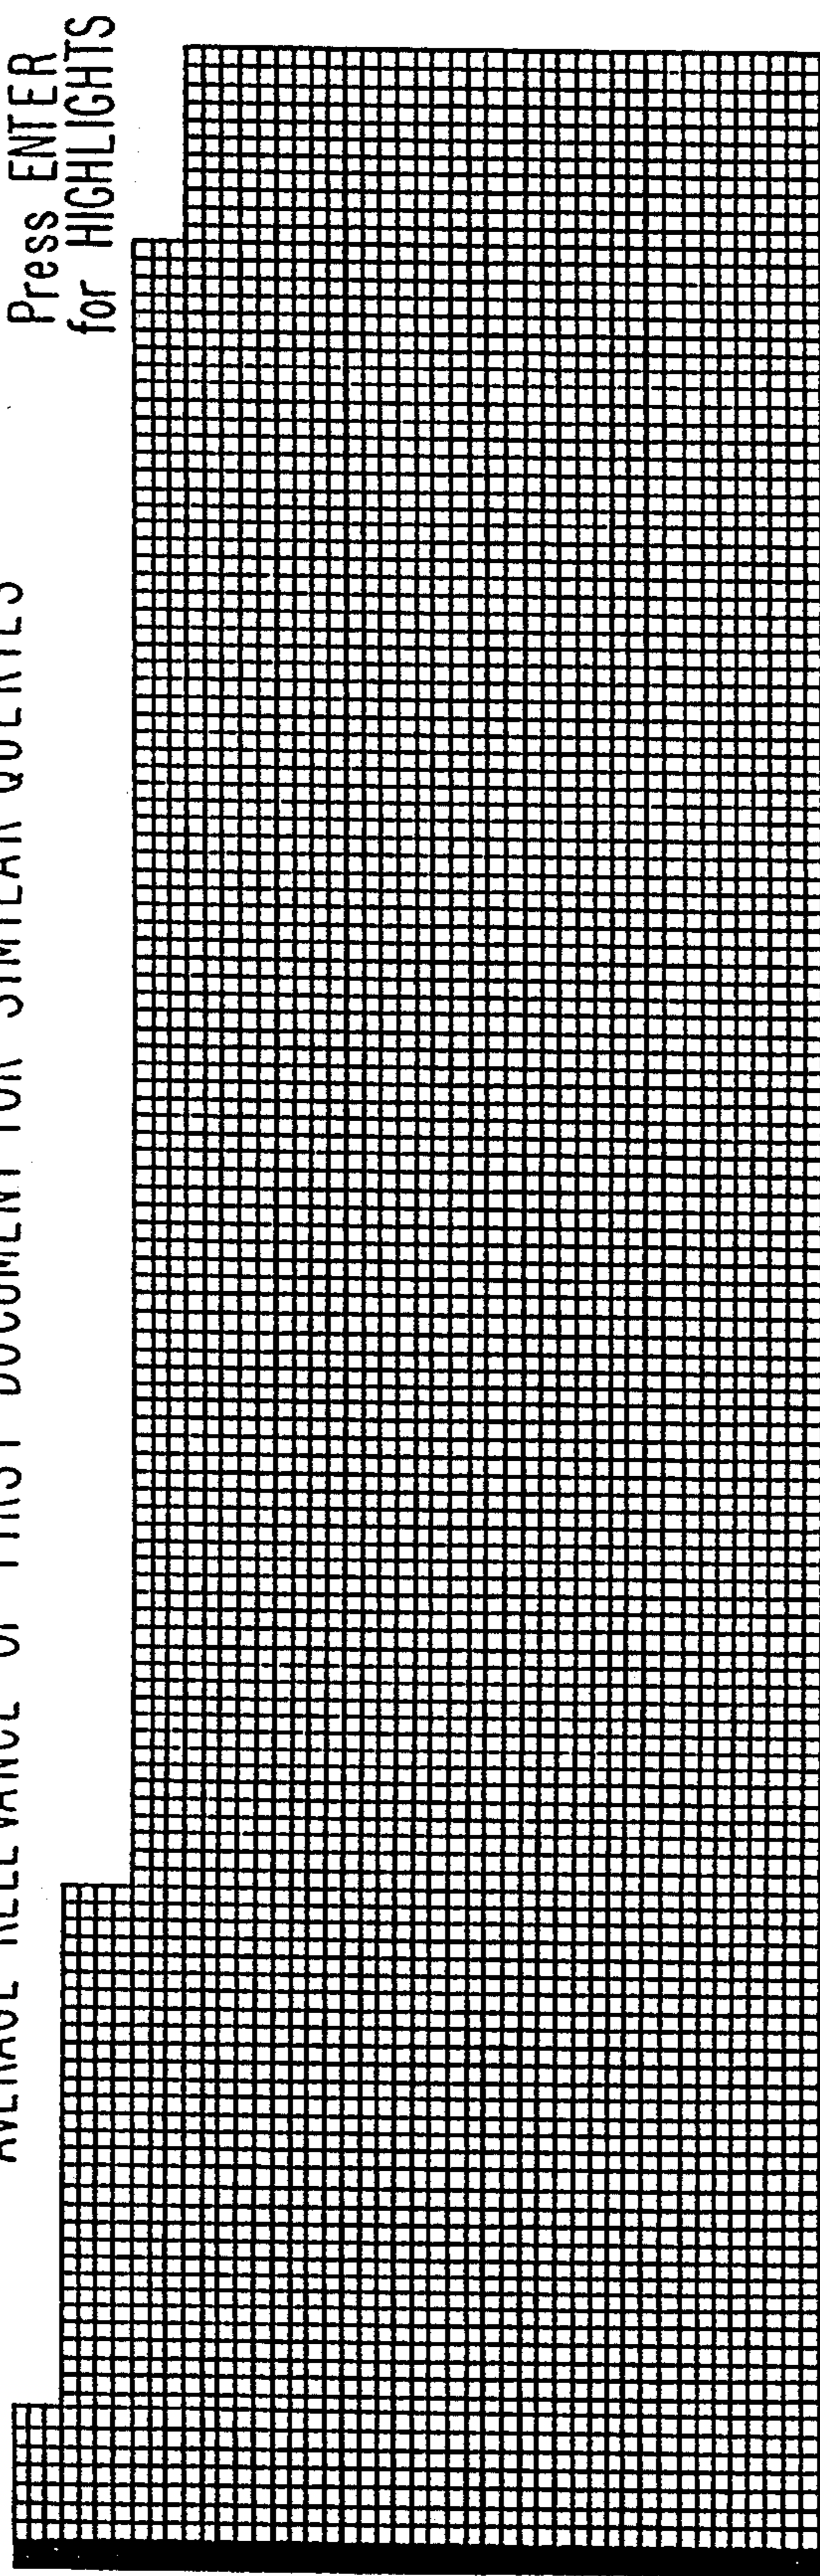 AVERAGE RELEVANCE OF FIRST DOCUMENT FOR SIMILAR QUERIES
Press ENTER
for HIGHLIGHTS